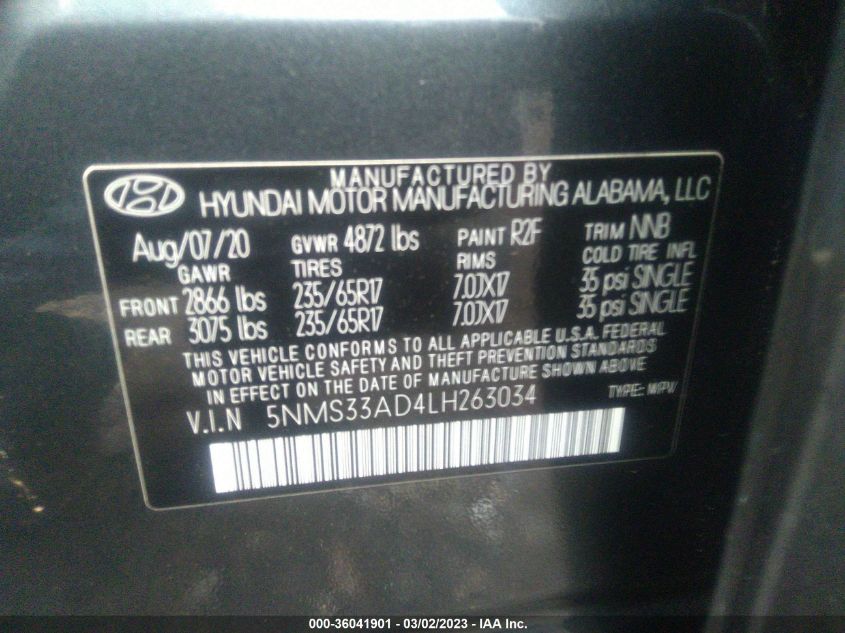 MANUFACTURED BY
HYUNDAI MOTOR MANUFACTURING ALABAMA, LLC
Aug/07/20 GVWR 4872 lbs PAINT R2F TRIM NNB
GAWR TIRES RIMS COLD TIRE INFL
FRONT 2866 lbs 235/65R17 7.0JX17 35 psi SINGLE
REAR 3075 lbs 235/65R17 7.0JX17 35 psi SINGLE
THIS VEHICLE CONFORMS TO ALL APPLICABLE U.S.A. FEDERAL
MOTOR VEHICLE SAFETY AND THEFT PREVENTION STANDARDS
IN EFFECT ON THE DATE OF MANUFACTURE SHOWN ABOVE
V.I.N 5NMS33AD4LH263034 TYPE: MPV
000-36041901 - 03/02/2023 - IAA Inc.